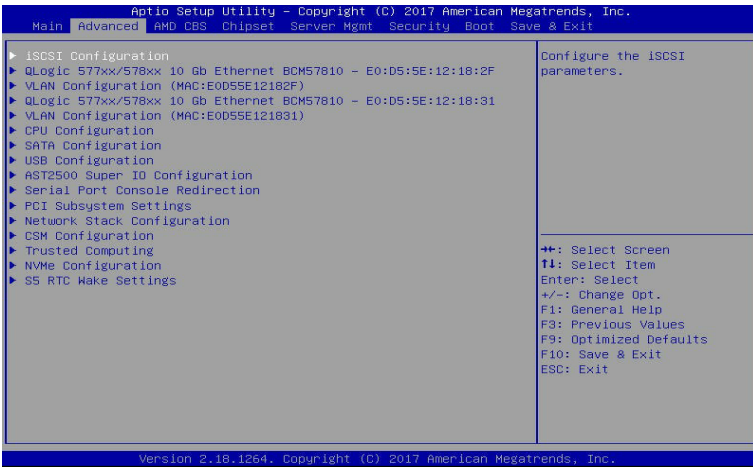 Aptio Setup Utility – Copyright (C) 2017 American Megatrends, Inc.
Main Advanced AMD CBS Chipset Server Mgmt Security Boot Save & Exit
▶ iSCSI Configuration
▶ QLogic 577xx/578xx 10 Gb Ethernet BCM57810 – E0:D5:5E:12:18:2F
▶ VLAN Configuration (MAC:E0D55E12182F)
▶ QLogic 577xx/578xx 10 Gb Ethernet BCM57810 – E0:D5:5E:12:18:31
▶ VLAN Configuration (MAC:E0D55E121831)
▶ CPU Configuration
▶ SATA Configuration
▶ USB Configuration
▶ AST2500 Super IO Configuration
▶ Serial Port Console Redirection
▶ PCI Subsystem Settings
▶ Network Stack Configuration
▶ CSM Configuration
▶ Trusted Computing
▶ NVMe Configuration
▶ S5 RTC Wake Settings
Configure the iSCSI
parameters.
→←: Select Screen
↑↓: Select Item
Enter: Select
+/-: Change Opt.
F1: General Help
F3: Previous Values
F9: Optimized Defaults
F10: Save & Exit
ESC: Exit
Version 2.18.1264. Copyright (C) 2017 American Megatrends, Inc.